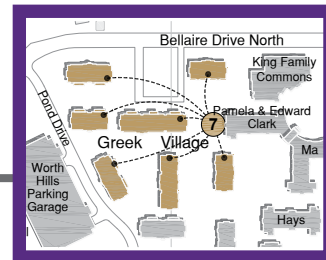 Bellaire Drive North
King Family
Commons
Pond Drive
7
Pamela & Edward
Clark
Greek Village
Ma
Worth
Hills
Parking
Garage
Hays